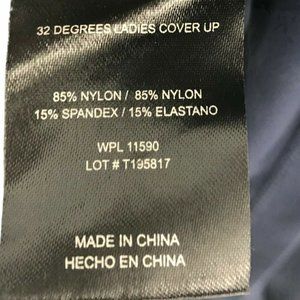 32 DEGREES LADIES COVER UP
85% NYLON / 85% NYLON
15% SPANDEX / 15% ELASTANO
WPL 11590
LOT # T195817
MADE IN CHINA
HECHO EN CHINA